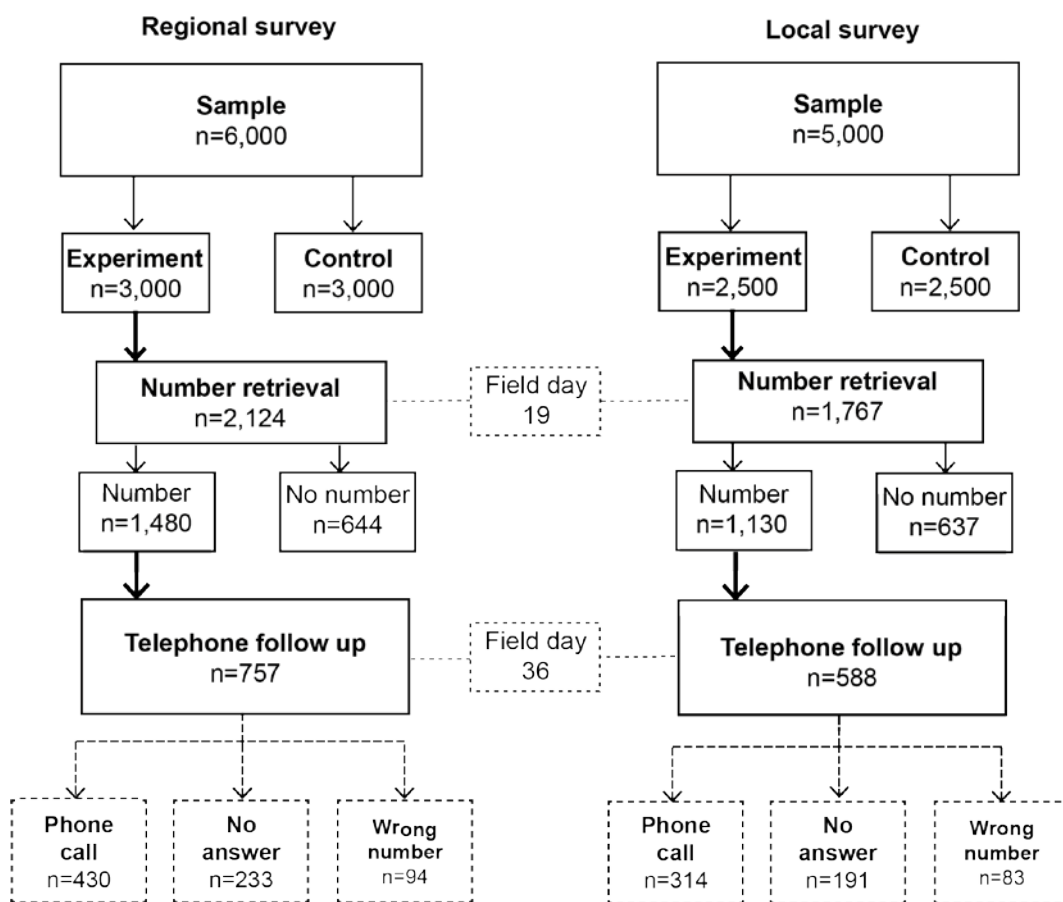 Regional survey
Local survey
Sample
n=6,000
Sample
n=5,000
Experiment
n=3,000
Control
n=3,000
Experiment
n=2,500
Control
n=2,500
Number retrieval
n=2,124
Field day
19
Number retrieval
n=1,767
Number
n=1,480
No number
n=644
Number
n=1,130
No number
n=637
Telephone follow up
n=757
Field day
36
Telephone follow up
n=588
Phone
call
n=430
No
answer
n=233
Wrong
number
n=94
Phone
call
n=314
No
answer
n=191
Wrong
number
n=83